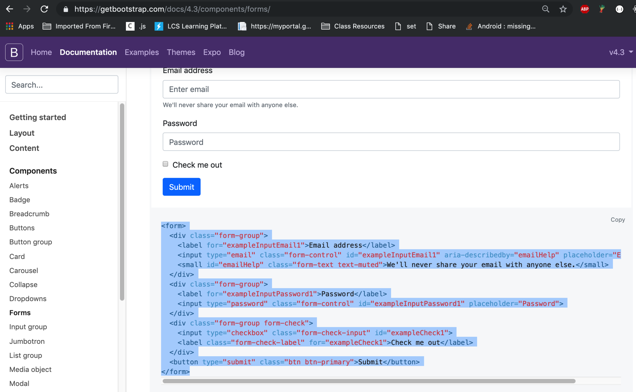 https://getbootstrap.com/docs/4.3/components/forms/
ABP
Apps
Imported From Fir...
C .js
LCS Learning Plat...
https://myportal.g...
Class Resources
set
Share
Android : missing...
B
Home
Documentation
Examples
Themes
Expo
Blog
v4.3
Search...
Getting started
Layout
Content
Components
Alerts
Badge
Breadcrumb
Buttons
Button group
Card
Carousel
Collapse
Dropdowns
Forms
Input group
Jumbotron
List group
Media object
Modal
Email address
Enter email
We'll never share your email with anyone else.
Password
Password
Check me out
Submit
Copy
<form>
<div class="form-group">
<label for="exampleInputEmail1">Email address</label>
<input type="email" class="form-control" id="exampleInputEmail1" aria-describedby="emailHelp" placeholder="E
<small id="emailHelp" class="form-text text-muted">We'll never share your email with anyone else.</small>
</div>
<div class="form-group">
<label for="exampleInputPassword1">Password</label>
<input type="password" class="form-control" id="exampleInputPassword1" placeholder="Password">
</div>
<div class="form-group form-check">
<input type="checkbox" class="form-check-input" id="exampleCheck1">
<label class="form-check-label" for="exampleCheck1">Check me out</label>
</div>
<button type="submit" class="btn btn-primary">Submit</button>
</form>